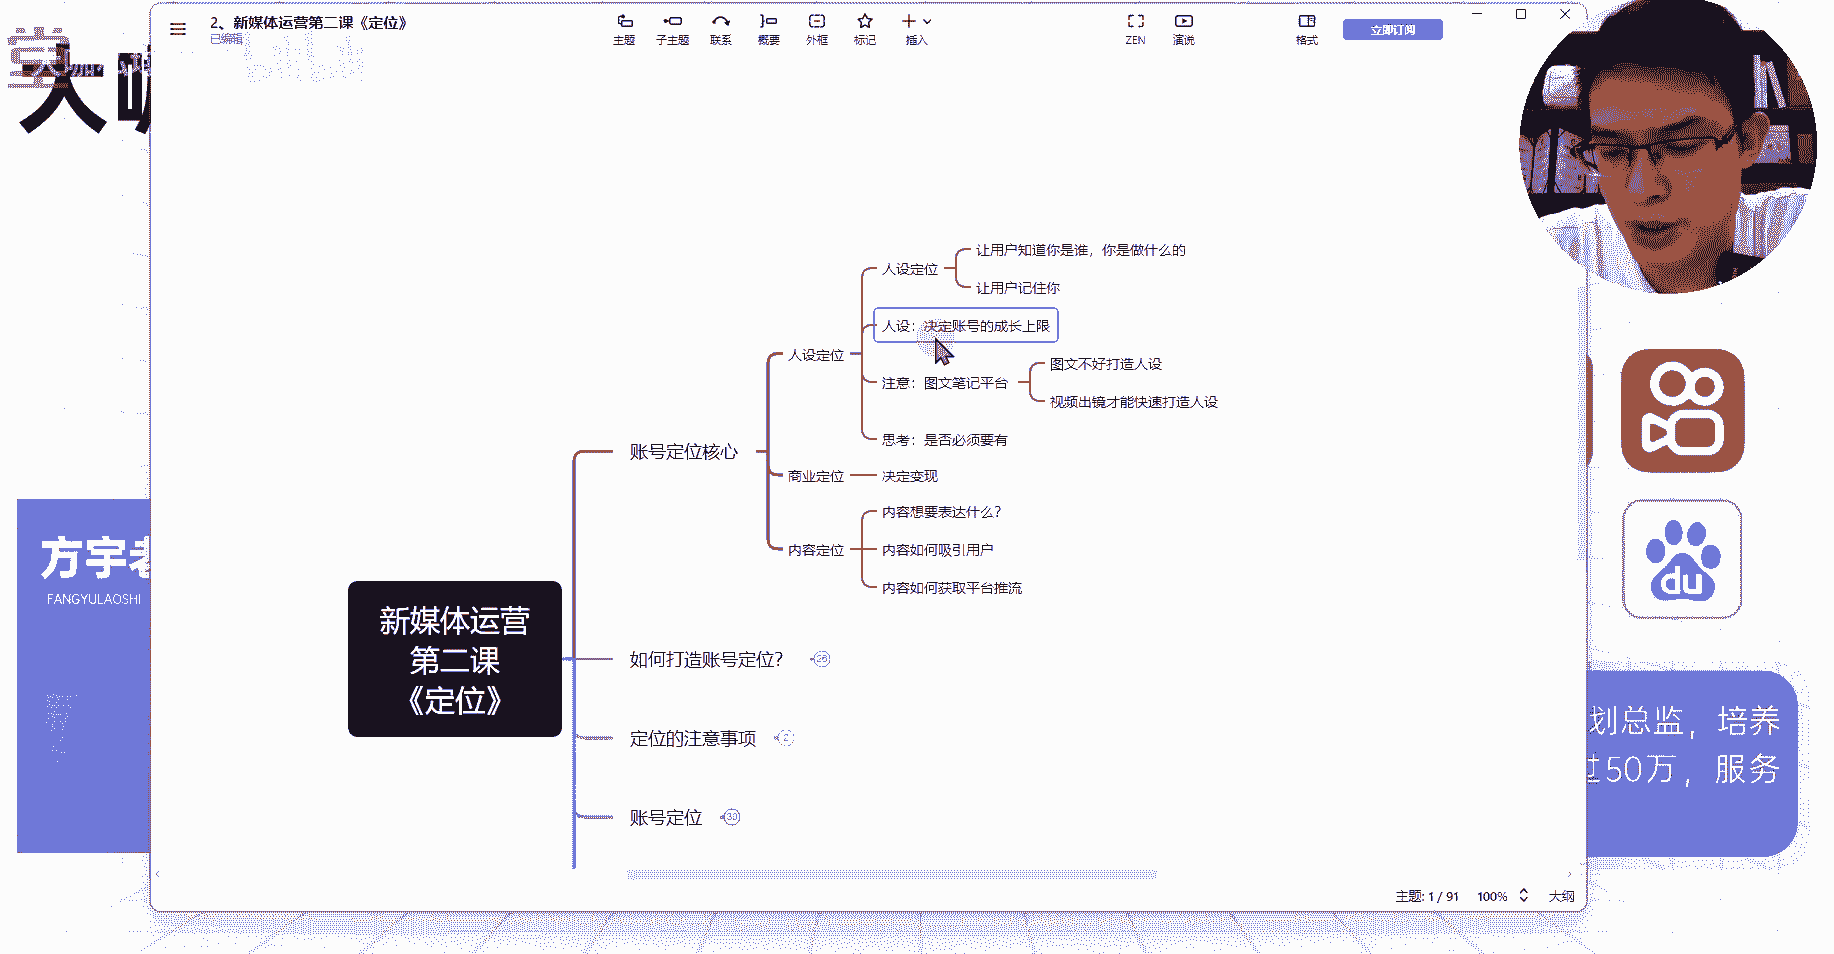 2、新媒体运营第二课《定位》
已编辑
主题
子主题
联系
概要
外框
标记
插入
ZEN
演说
格式
立即订阅
bilibili
大
方宇老
FANGYULAOSHI
让用户知道你是谁，你是做什么的
人设定位
让用户记住你
人设：决定账号的成长上限
人设定位
图文不好打造人设
注意：图文笔记平台
视频出镜才能快速打造人设
思考：是否必须要有
账号定位核心
商业定位
决定变现
内容想要表达什么？
内容定位
内容如何吸引用户
内容如何获取平台推流
新媒体运营
第二课
《定位》
如何打造账号定位？
26
定位的注意事项
2
账号定位
30
du
划总监，培养
过50万，服务
主题: 1 / 91
100%
大纲